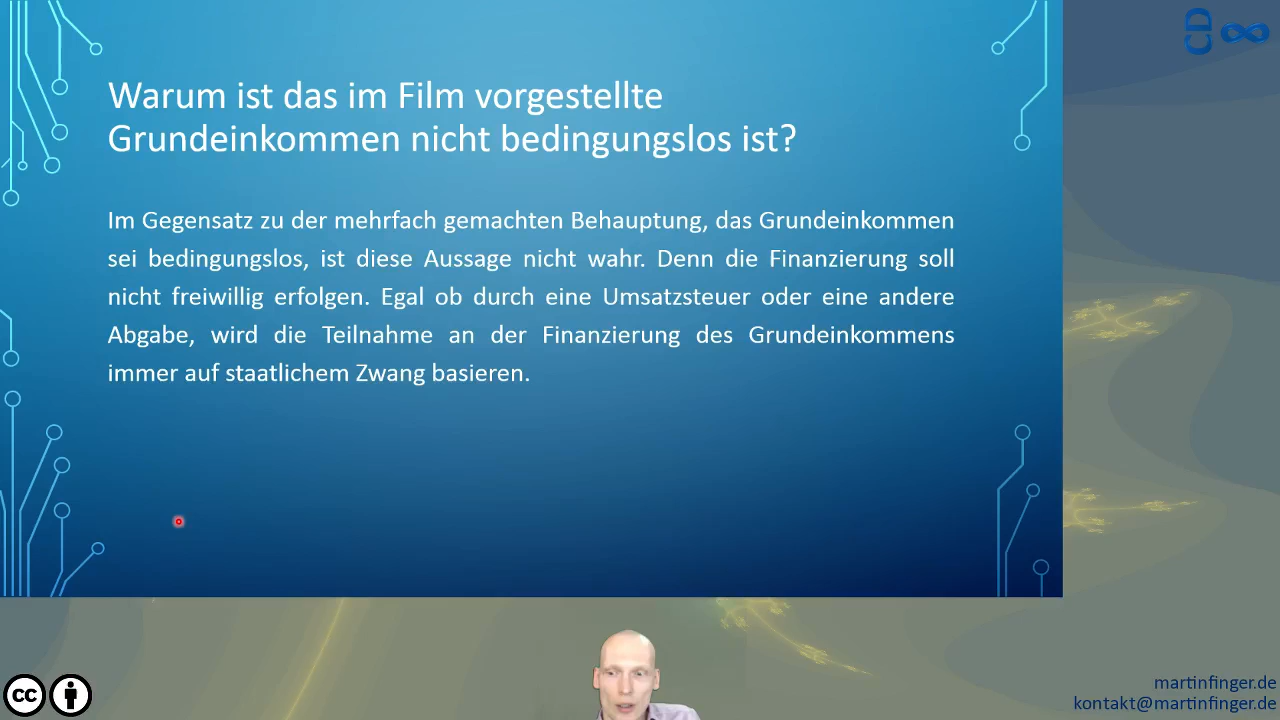 CD
Warum ist das im Film vorgestellte
Grundeinkommen nicht bedingungslos ist?
Im Gegensatz zu der mehrfach gemachten Behauptung, das Grundeinkommen
sei bedingungslos, ist diese Aussage nicht wahr. Denn die Finanzierung soll
nicht freiwillig erfolgen. Egal ob durch eine Umsatzsteuer oder eine andere
Abgabe, wird die Teilnahme an der Finanzierung des Grundeinkommens
immer auf staatlichem Zwang basieren.
cc
martinfinger.de
kontakt@martinfinger.de